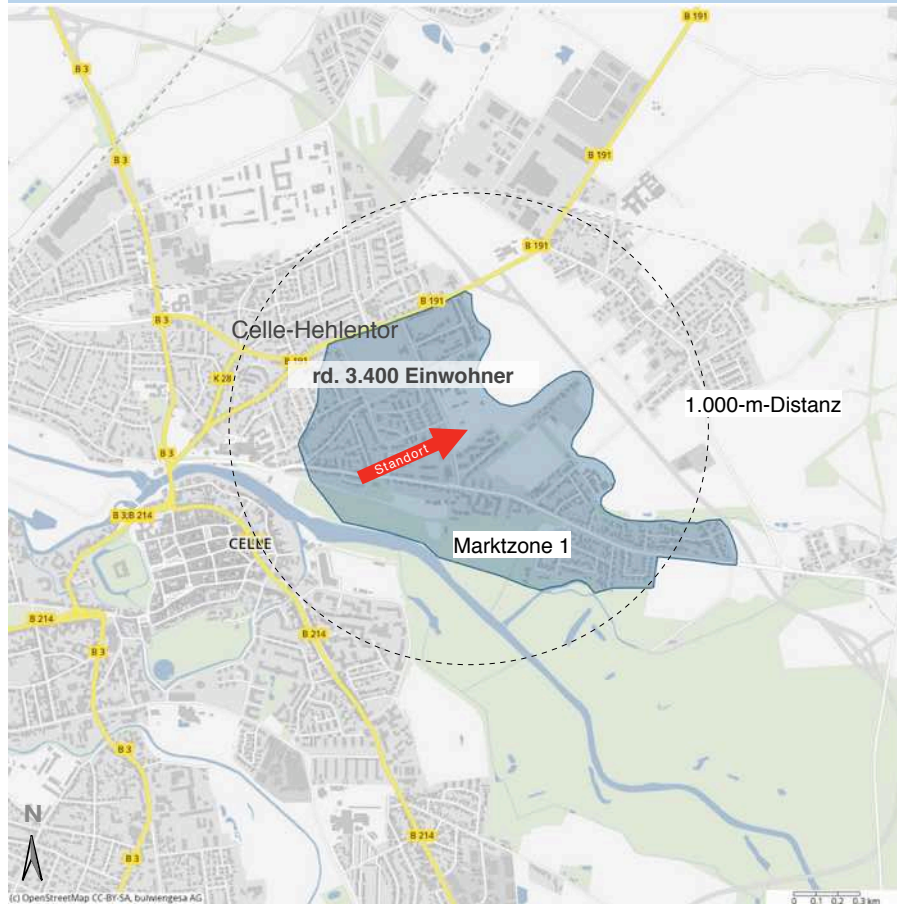 B 191
B 3
B 3
B 191
B 191
B 191
B 3
Celle-Hehlentor
B 191
K 28
rd. 3.400 Einwohner
1.000-m-Distanz
B 3
Standort
B 3;B 214
CELLE
Marktzone 1
B 214
B 214
B 3
B 3
B 214
B 3
N
(c) OpenStreetMap CC-BY-SA, bulwiengesa AG
0 0.1 0.2 0.3 km